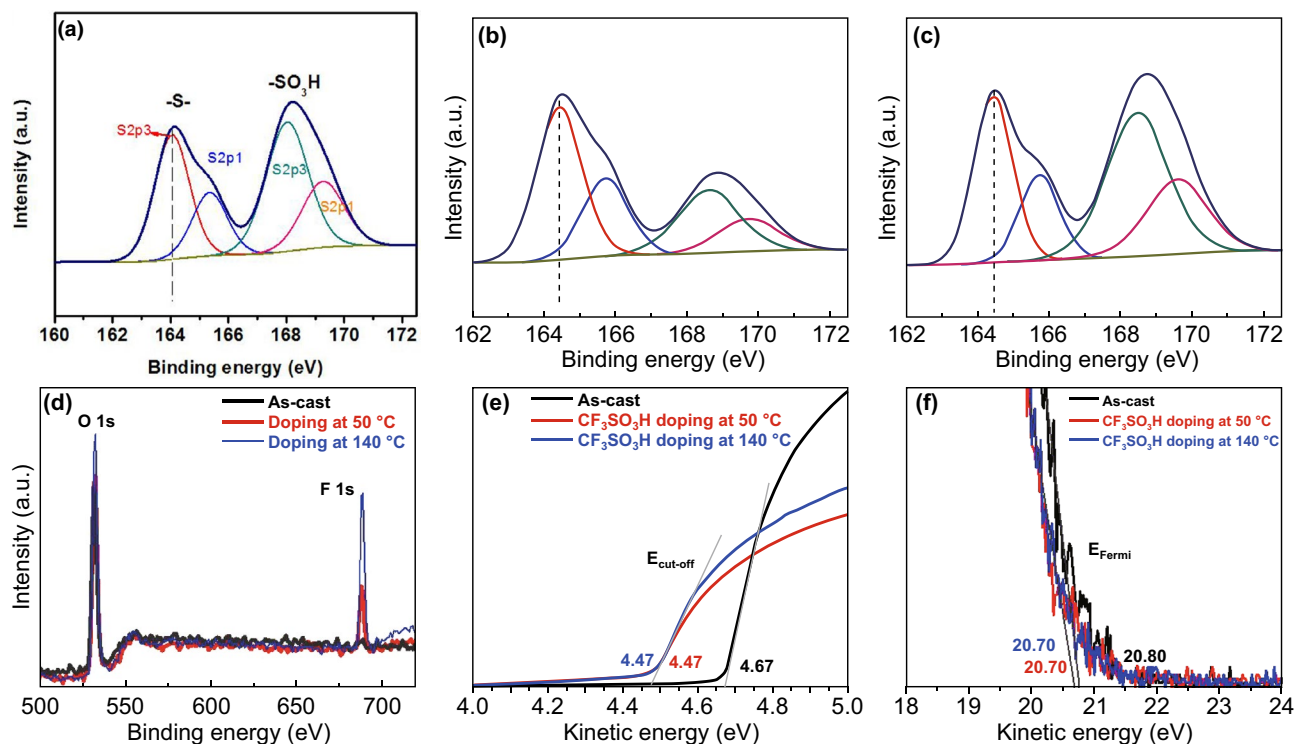 (a)
-S-
-SO3H
S2p3
S2p1
S2p3
S2p1
Intensity (a.u.)
160 162 164 166 168 170 172
Binding energy (eV)
(b)
Intensity (a.u.)
162 164 166 168 170 172
Binding energy (eV)
(c)
Intensity (a.u.)
162 164 166 168 170 172
Binding energy (eV)
(d)
As-cast
O 1s
Doping at 50 °C
Doping at 140 °C
F 1s
Intensity (a.u.)
500 550 600 650 700
Binding energy (eV)
(e)
As-cast
CF3SO3H doping at 50 °C
CF3SO3H doping at 140 °C
Ecut-off
4.47
4.47
4.67
4.0 4.2 4.4 4.6 4.8 5.0
Kinetic energy (eV)
(f)
As-cast
CF3SO3H doping at 50 °C
CF3SO3H doping at 140 °C
EFermi
20.70
20.70
20.80
18 19 20 21 22 23 24
Kinetic energy (eV)